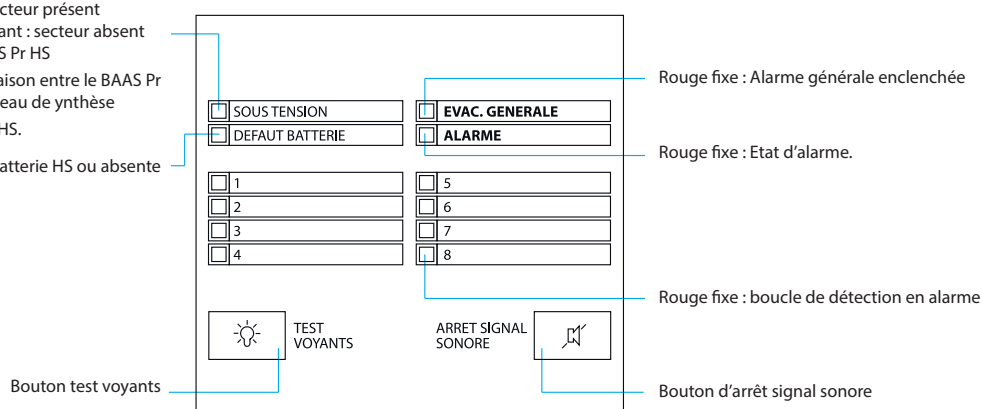 cteur présent
ant : secteur absent
S Pr HS
aison entre le BAAS Pr
eau de ynthèse
HS.
atterie HS ou absente
SOUS TENSION
DEFAUT BATTERIE
EVAC. GENERALE
ALARME
Rouge fixe : Alarme générale enclenchée
Rouge fixe : Etat d’alarme.
1
2
3
4
5
6
7
8
Rouge fixe : boucle de détection en alarme
TEST
VOYANTS
ARRET SIGNAL
SONORE
Bouton test voyants
Bouton d’arrêt signal sonore